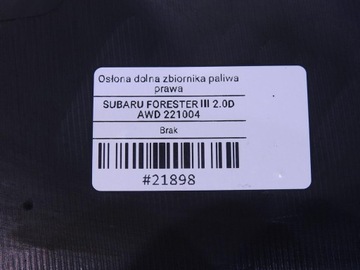 Osłona dolna zbiornika paliwa
prawa
SUBARU FORESTER III 2.0D
AWD 221004
Brak
#21898